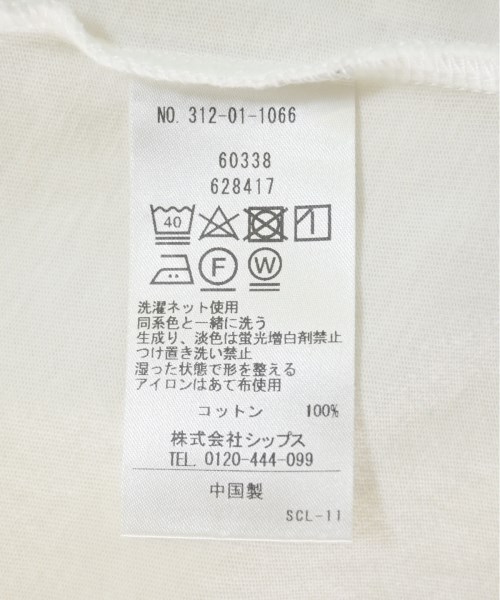 NO. 312-01-1066
60338
628417
40
F W
洗濯ネット使用
同系色と一緒に洗う
生成り、淡色は蛍光増白剤禁止
つけ置き洗い禁止
湿った状態で形を整える
アイロンはあて布使用
コットン 100%
株式会社シップス
TEL. 0120-444-099
中国製
SCL-11